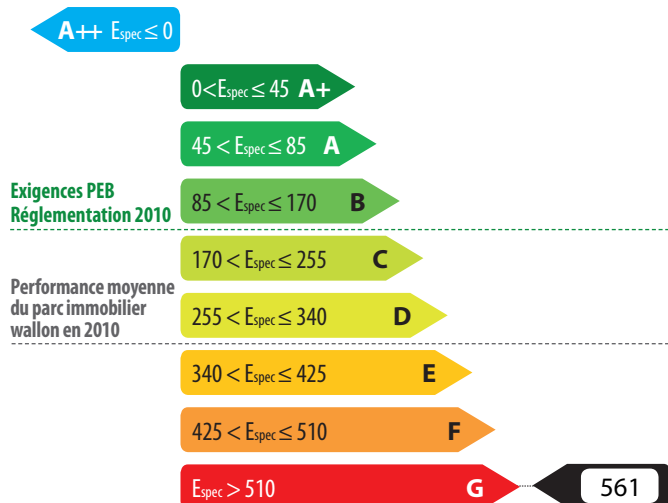 A++ Espec ≤ 0
0 < Espec ≤ 45 A+
45 < Espec ≤ 85 A
Exigences PEB
Réglementation 2010
85 < Espec ≤ 170 B
170 < Espec ≤ 255 C
Performance moyenne
du parc immobilier
wallon en 2010
255 < Espec ≤ 340 D
340 < Espec ≤ 425 E
425 < Espec ≤ 510 F
Espec > 510 G 561